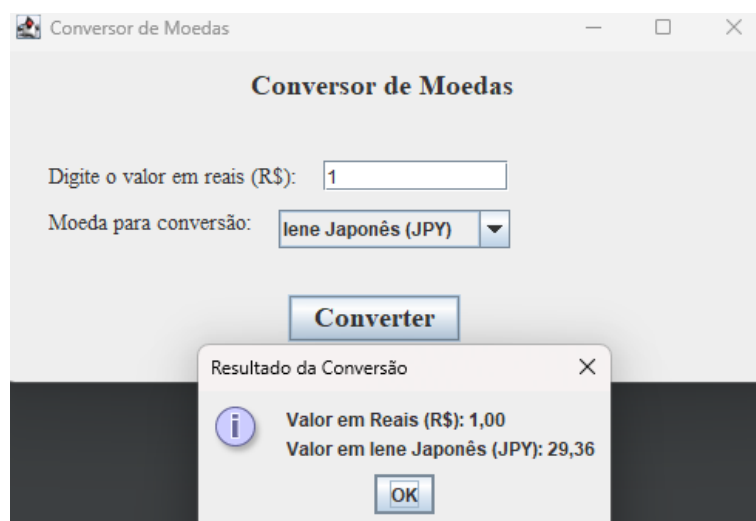 Conversor de Moedas
Conversor de Moedas
Digite o valor em reais (R$): 1
Moeda para conversão: Iene Japonês (JPY)
Converter
Resultado da Conversão
i
Valor em Reais (R$): 1,00
Valor em Iene Japonês (JPY): 29,36
OK